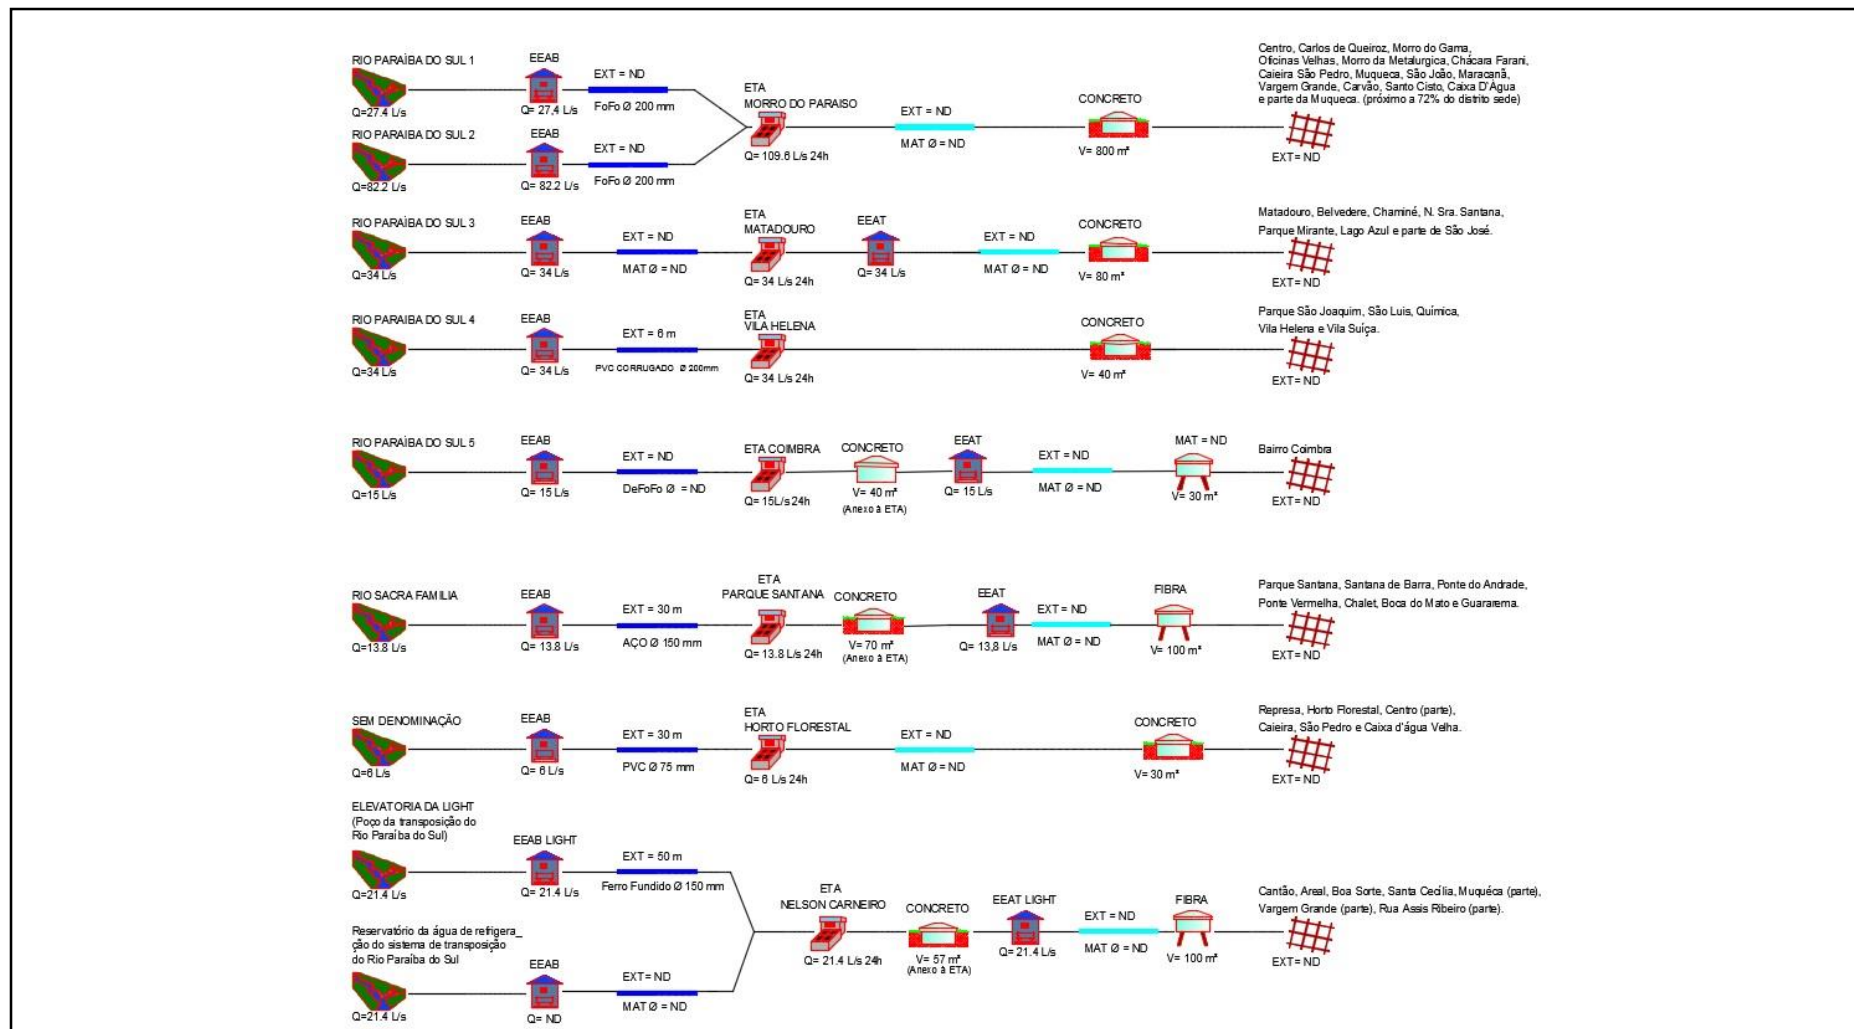 RIO PARAÍBA DO SUL 1
Q=27.4 L/s
EEAB
Q= 27,4 L/s
EXT = ND
FoFo Ø 200 mm
RIO PARAÍBA DO SUL 2
Q=82.2 L/s
EEAB
Q= 82.2 L/s
EXT = ND
FoFo Ø 200 mm
ETA
MORRO DO PARAISO
Q= 109.6 L/s 24h
EXT = ND
MAT Ø = ND
CONCRETO
V= 800 m³
Centro, Carlos de Queiroz, Morro do Gama,
Oficinas Velhas, Morro da Metalurgica, Chácara Farani,
Caieira São Pedro, Muqueca, São João, Maracanã,
Vargem Grande, Carvão, Santo Cisto, Caixa D'Água
e parte da Muqueca. (próximo a 72% do distrito sede)
EXT= ND
RIO PARAÍBA DO SUL 3
Q=34 L/s
EEAB
Q= 34 L/s
EXT = ND
MAT Ø = ND
ETA
MATADOURO
Q= 34 L/s 24h
EEAT
Q= 34 L/s
EXT = ND
MAT Ø = ND
CONCRETO
V= 80 m³
Matadouro, Belvedere, Chaminé, N. Sra. Santana,
Parque Mirante, Lago Azul e parte de São José.
EXT= ND
RIO PARAIBA DO SUL 4
Q=34 L/s
EEAB
Q= 34 L/s
EXT = 6 m
PVC CORRUGADO Ø 200mm
ETA
VILA HELENA
Q= 34 L/s 24h
CONCRETO
V= 40 m³
Parque São Joaquim, São Luis, Química,
Vila Helena e Vila Suíça.
EXT= ND
RIO PARAÍBA DO SUL 5
Q=15 L/s
EEAB
Q= 15 L/s
EXT = ND
DeFoFo Ø = ND
ETA COIMBRA
Q= 15L/s 24h
CONCRETO
V= 40 m³
(Anexo à ETA)
EEAT
Q= 15 L/s
EXT = ND
MAT Ø = ND
MAT = ND
V= 30 m³
Bairro Coimbra
EXT= ND
RIO SACRA FAMILIA
Q=13.8 L/s
EEAB
Q= 13.8 L/s
EXT = 30 m
AÇO Ø 150 mm
ETA
PARQUE SANTANA
Q= 13.8 L/s 24h
CONCRETO
V= 70 m³
(Anexo à ETA)
EEAT
Q= 13,8 L/s
EXT = ND
MAT Ø = ND
FIBRA
V= 100 m³
Parque Santana, Santana de Barra, Ponte do Andrade,
Ponte Vermelha, Chalet, Boca do Mato e Guararema.
EXT= ND
SEM DENOMINAÇÃO
Q=6 L/s
EEAB
Q= 6 L/s
EXT = 30 m
PVC Ø 75 mm
ETA
HORTO FLORESTAL
Q= 6 L/s 24h
EXT = ND
MAT Ø = ND
CONCRETO
V= 30 m³
Represa, Horto Florestal, Centro (parte),
Caieira, São Pedro e Caixa d'água Velha.
EXT= ND
ELEVATORIA DA LIGHT
(Poço da transposição do
Rio Paraíba do Sul)
Q=21.4 L/s
EEAB LIGHT
Q= 21.4 L/s
EXT = 50 m
Ferro Fundido Ø 150 mm
Reservatório da água de refrigera_
ção do sistema de transposição
do Rio Paraíba do Sul
Q=21.4 L/s
EEAB
Q= ND
EXT= ND
MAT Ø = ND
ETA
NELSON CARNEIRO
Q= 21.4 L/s 24h
CONCRETO
V= 57 m³
(Anexo à ETA)
EEAT LIGHT
Q= 21.4 L/s
EXT = ND
MAT Ø = ND
FIBRA
V= 100 m³
Cantão, Areal, Boa Sorte, Santa Cecília, Muquéca (parte),
Vargem Grande (parte), Rua Assis Ribeiro (parte).
EXT= ND